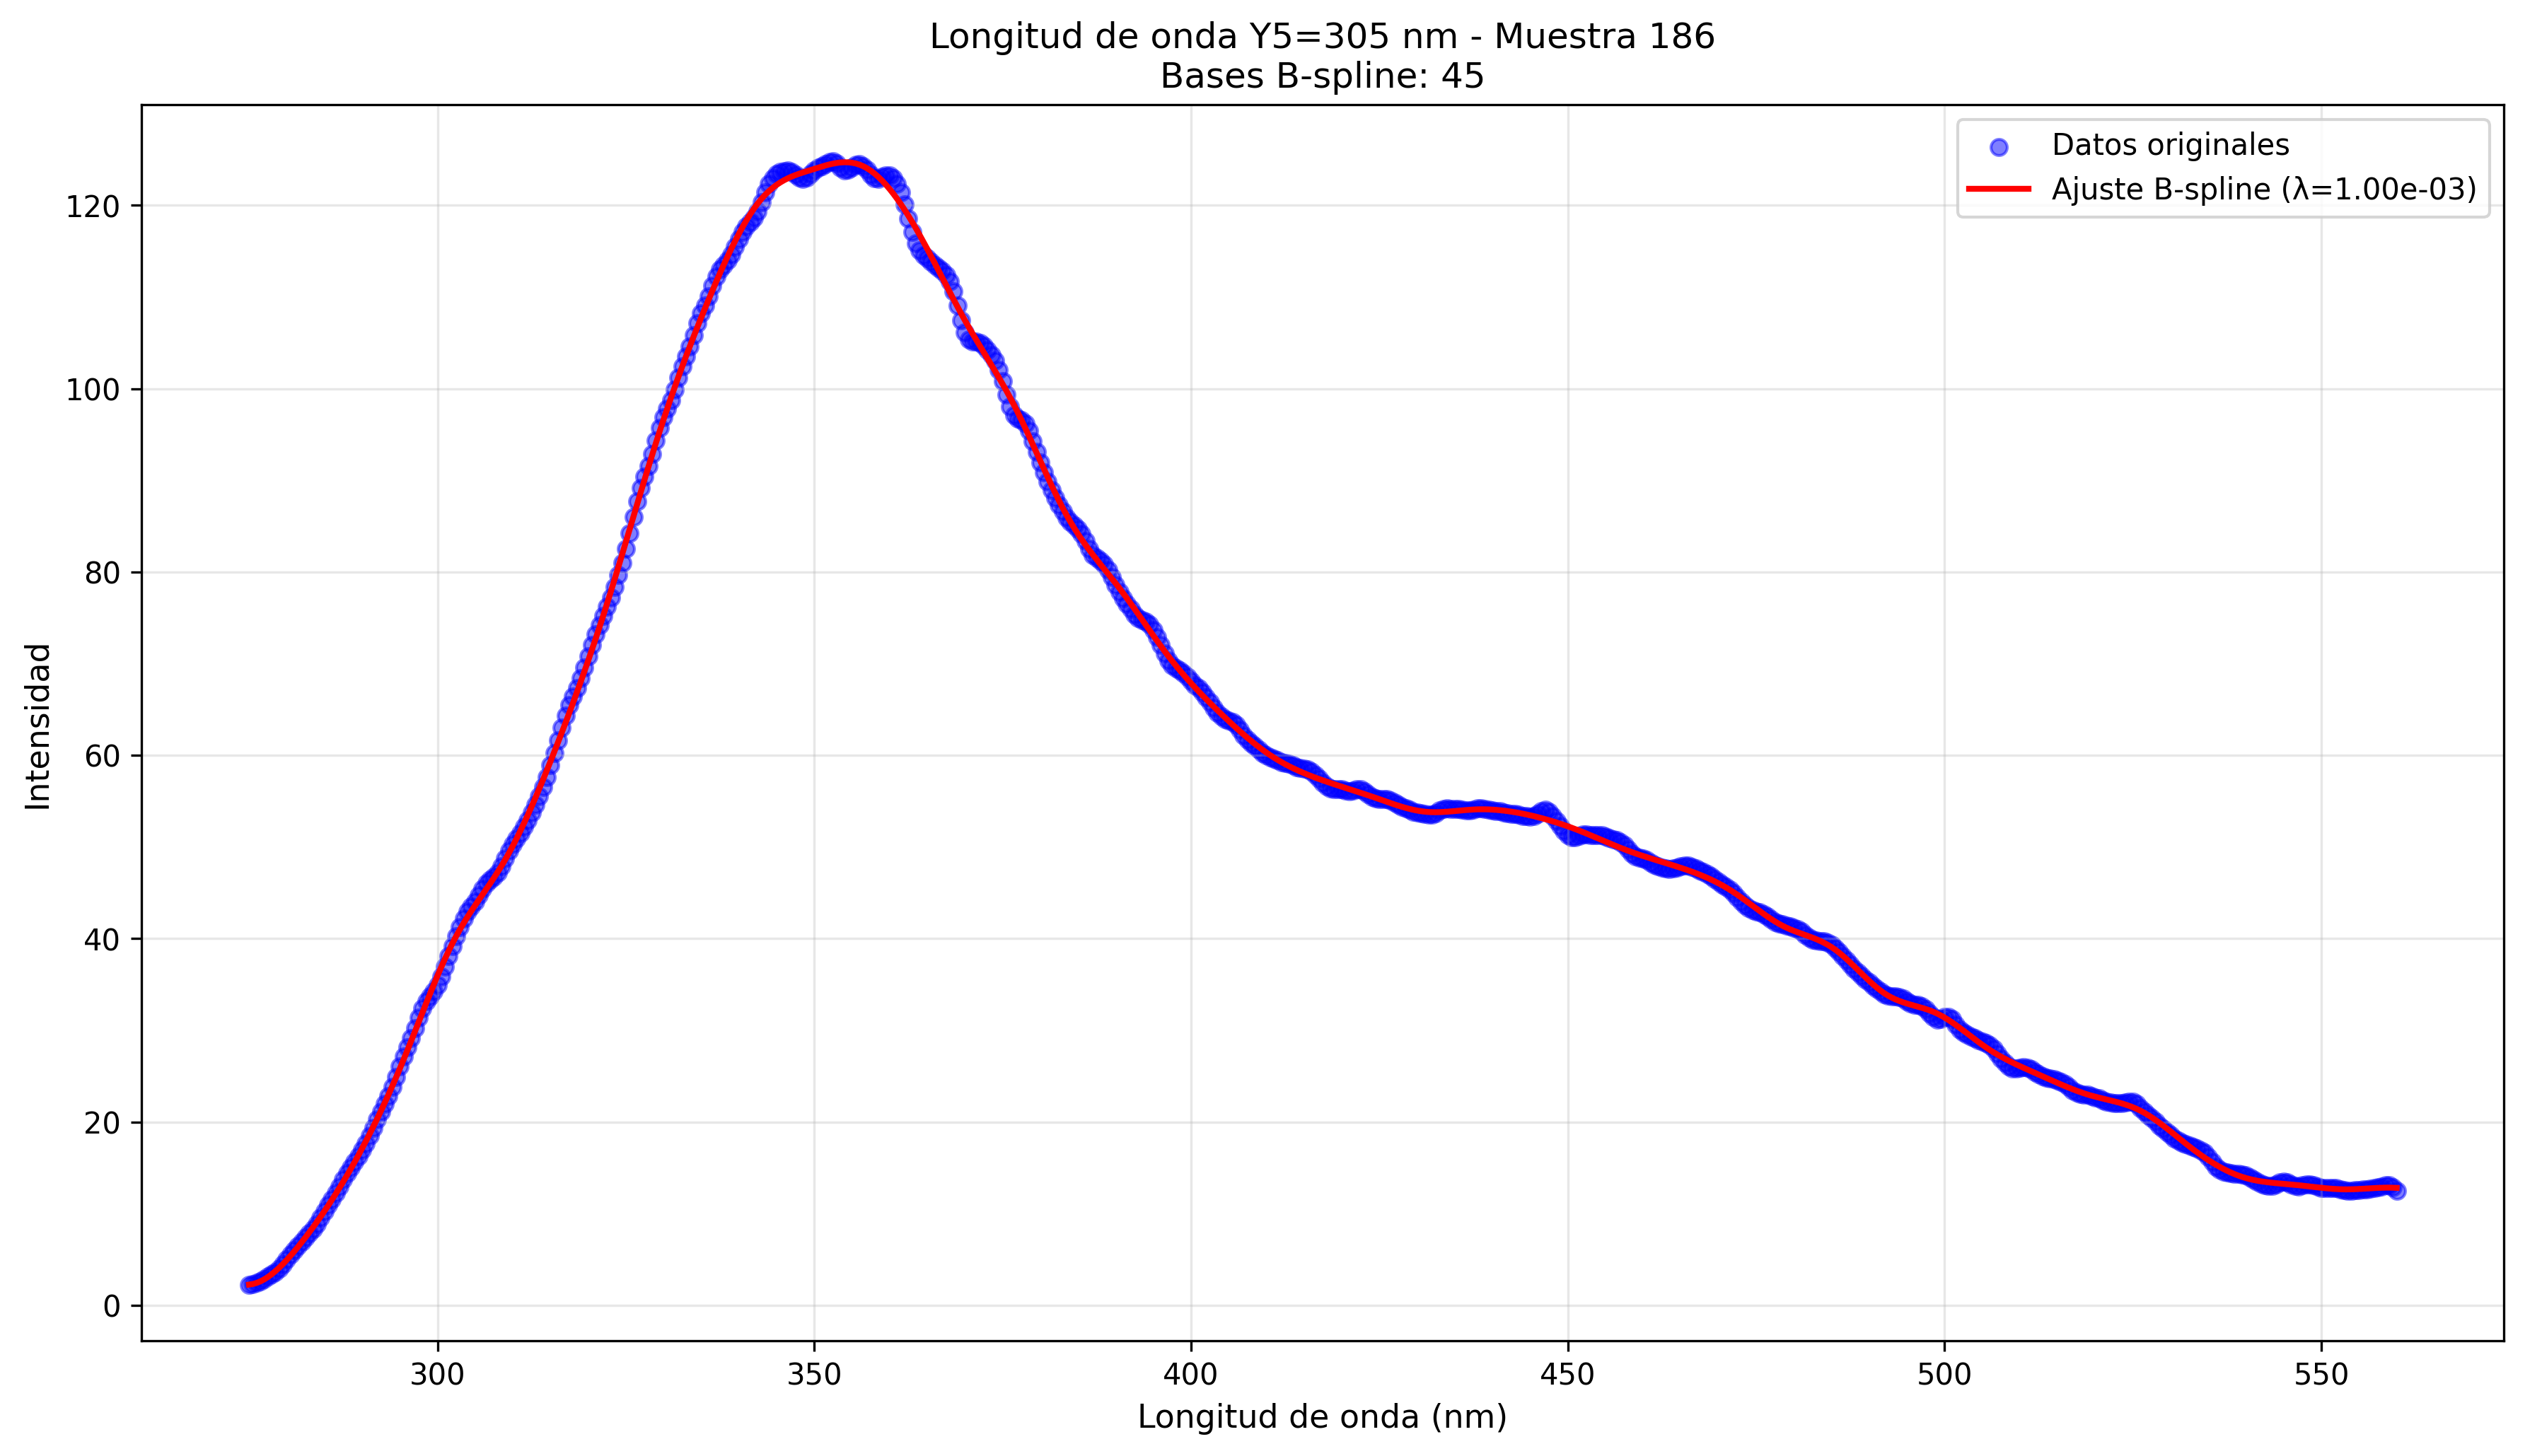 Longitud de onda Y5=305 nm - Muestra 186
Bases B-spline: 45
Datos originales
Ajuste B-spline (λ=1.00e-03)
Intensidad
120
100
80
60
40
20
0
300 350 400 450 500 550
Longitud de onda (nm)